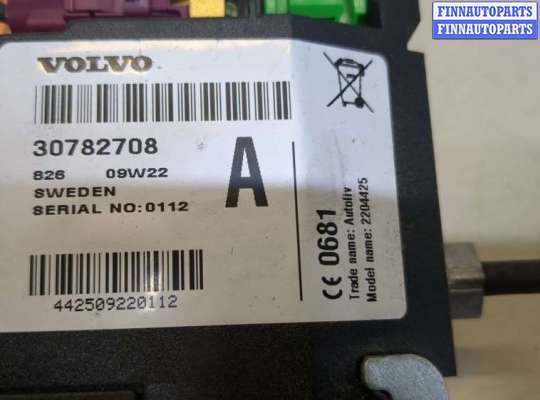 FINNAUTOPARTS
FINNAUTOPARTS
VOLVO
30782708
826 09W22
SWEDEN
SERIAL NO:0112
A
442509220112
CE 0681
Trade name: Autoliv
Model name: 2204425